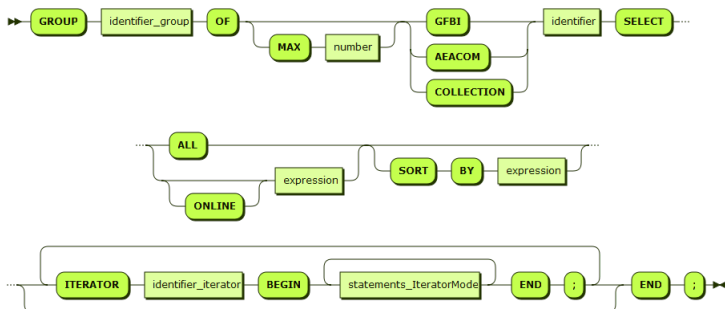 GROUP identifier_group OF GFBI identifier SELECT
MAX number AEACOM
COLLECTION
ALL
SORT BY expression
ONLINE expression
ITERATOR identifier_iterator BEGIN statements_IteratorMode END ; END ;